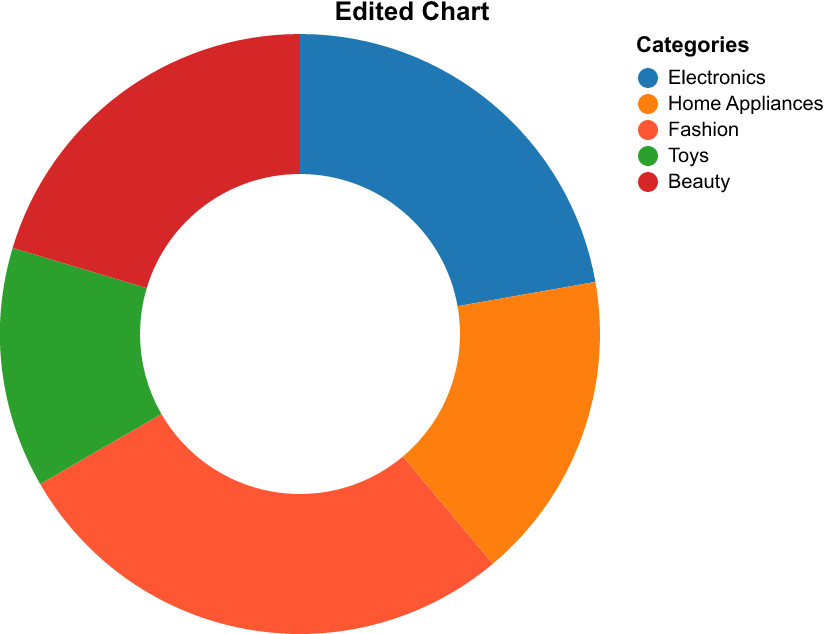 Edited Chart
Categories
Electronics
Home Appliances
Fashion
Toys
Beauty